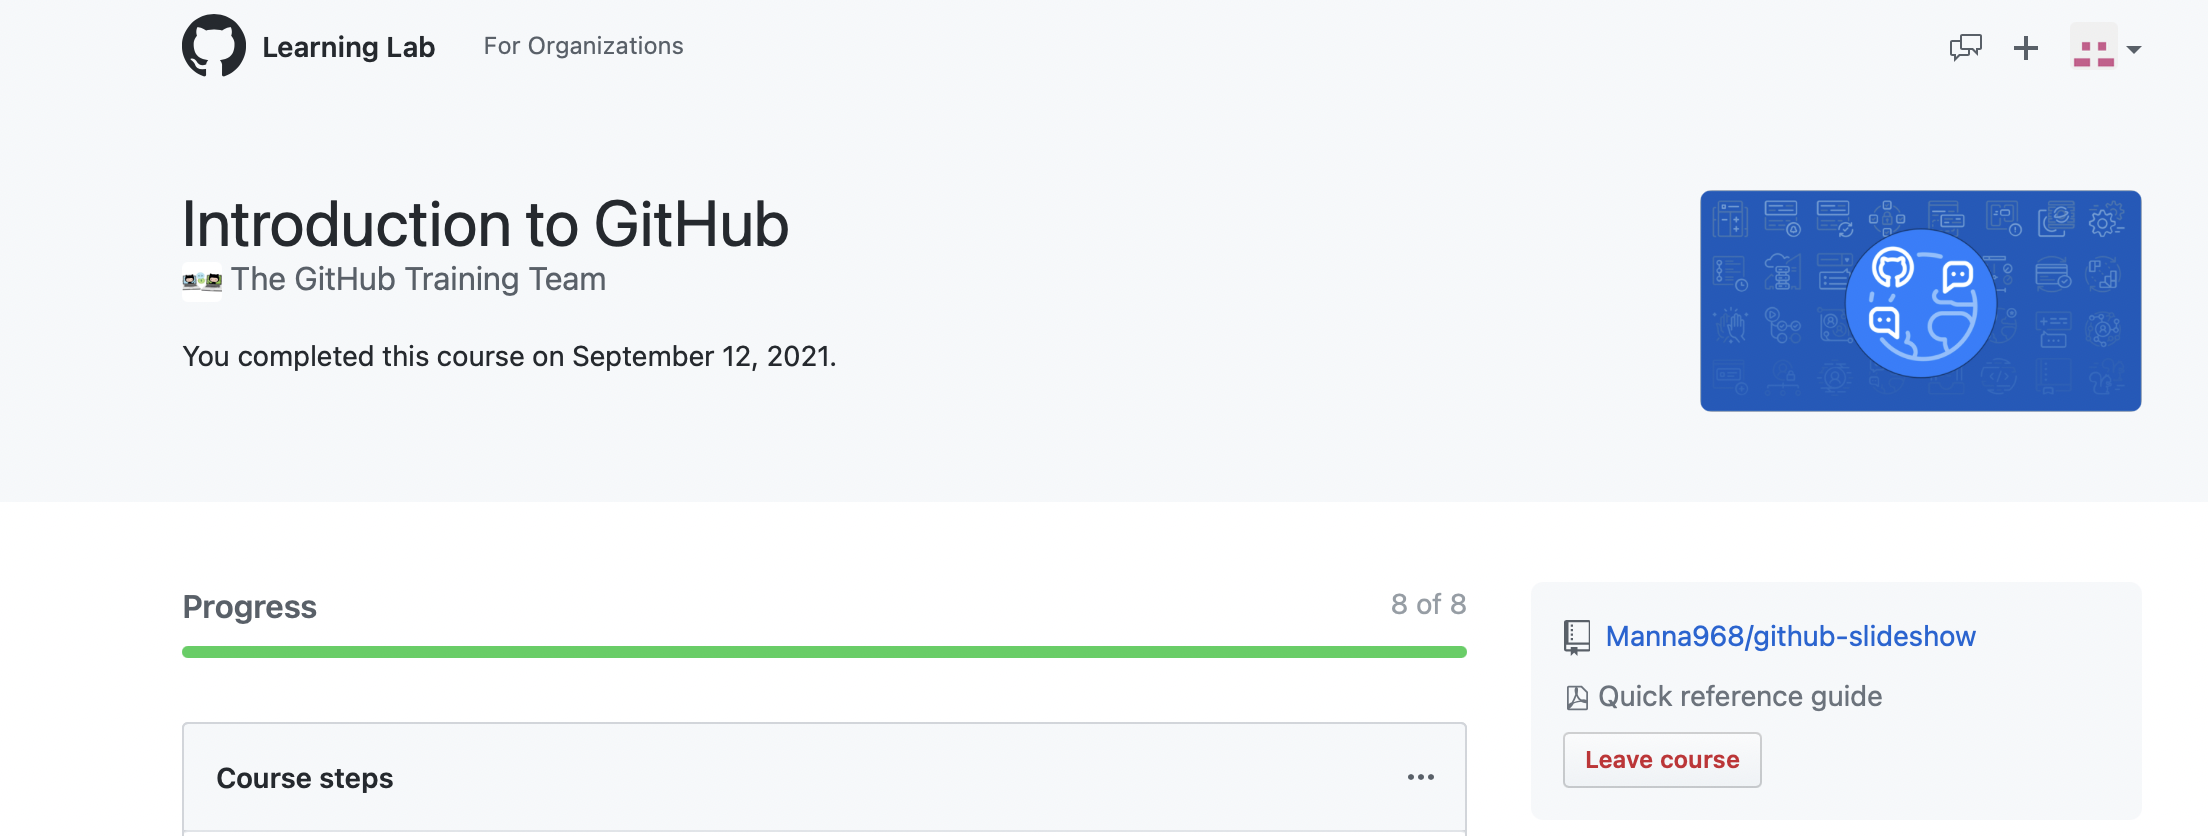 Learning Lab
For Organizations
Introduction to GitHub
The GitHub Training Team
You completed this course on September 12, 2021.
Progress
8 of 8
Manna968/github-slideshow
Quick reference guide
Leave course
Course steps